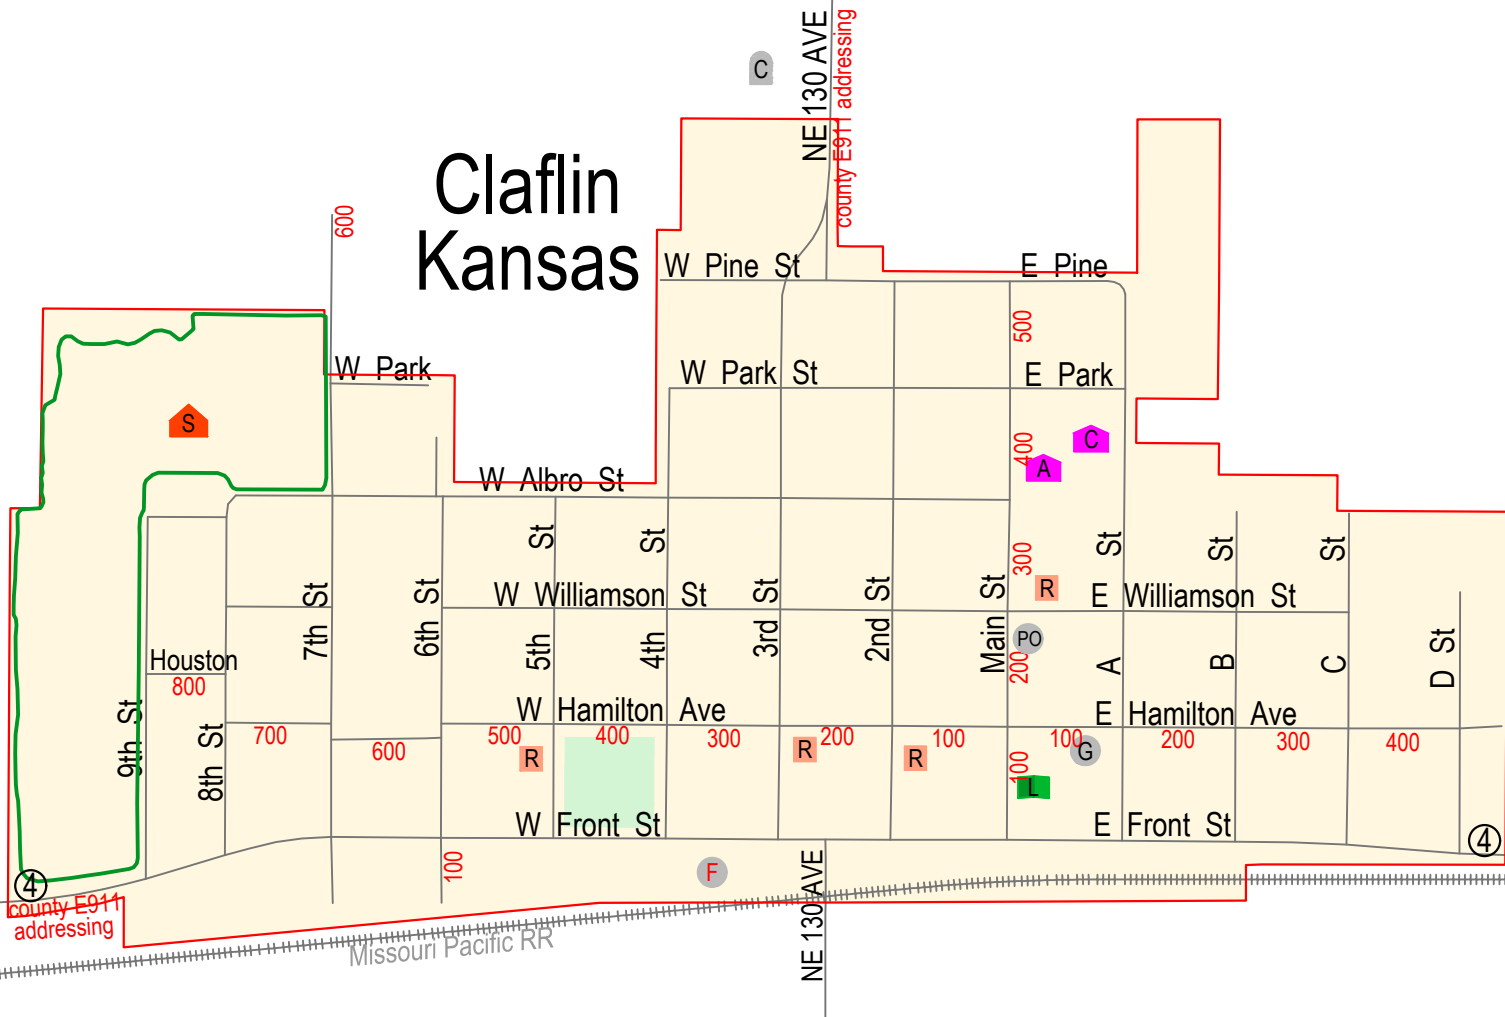 C
NE 130 AVE
county E911 addressing
Claflin
Kansas
600
W Pine St
E Pine
500
W Park
W Park St
E Park
S
C
400
A
W Albro St
St
St
St
St
St
300
7th St
6th St
W Williamson St
St
St
Main St
R
E Williamson St
5th
4th
3rd
2nd
PO
200
A
B
C
D St
Houston
800
9th St
8th St
W Hamilton Ave
E Hamilton Ave
700
600
500
400
300
200
100
100
200
300
400
R
R
R
G
100
L
W Front St
E Front St
4
4
100
F
county E911
addressing
NE 130 AVE
Missouri Pacific RR